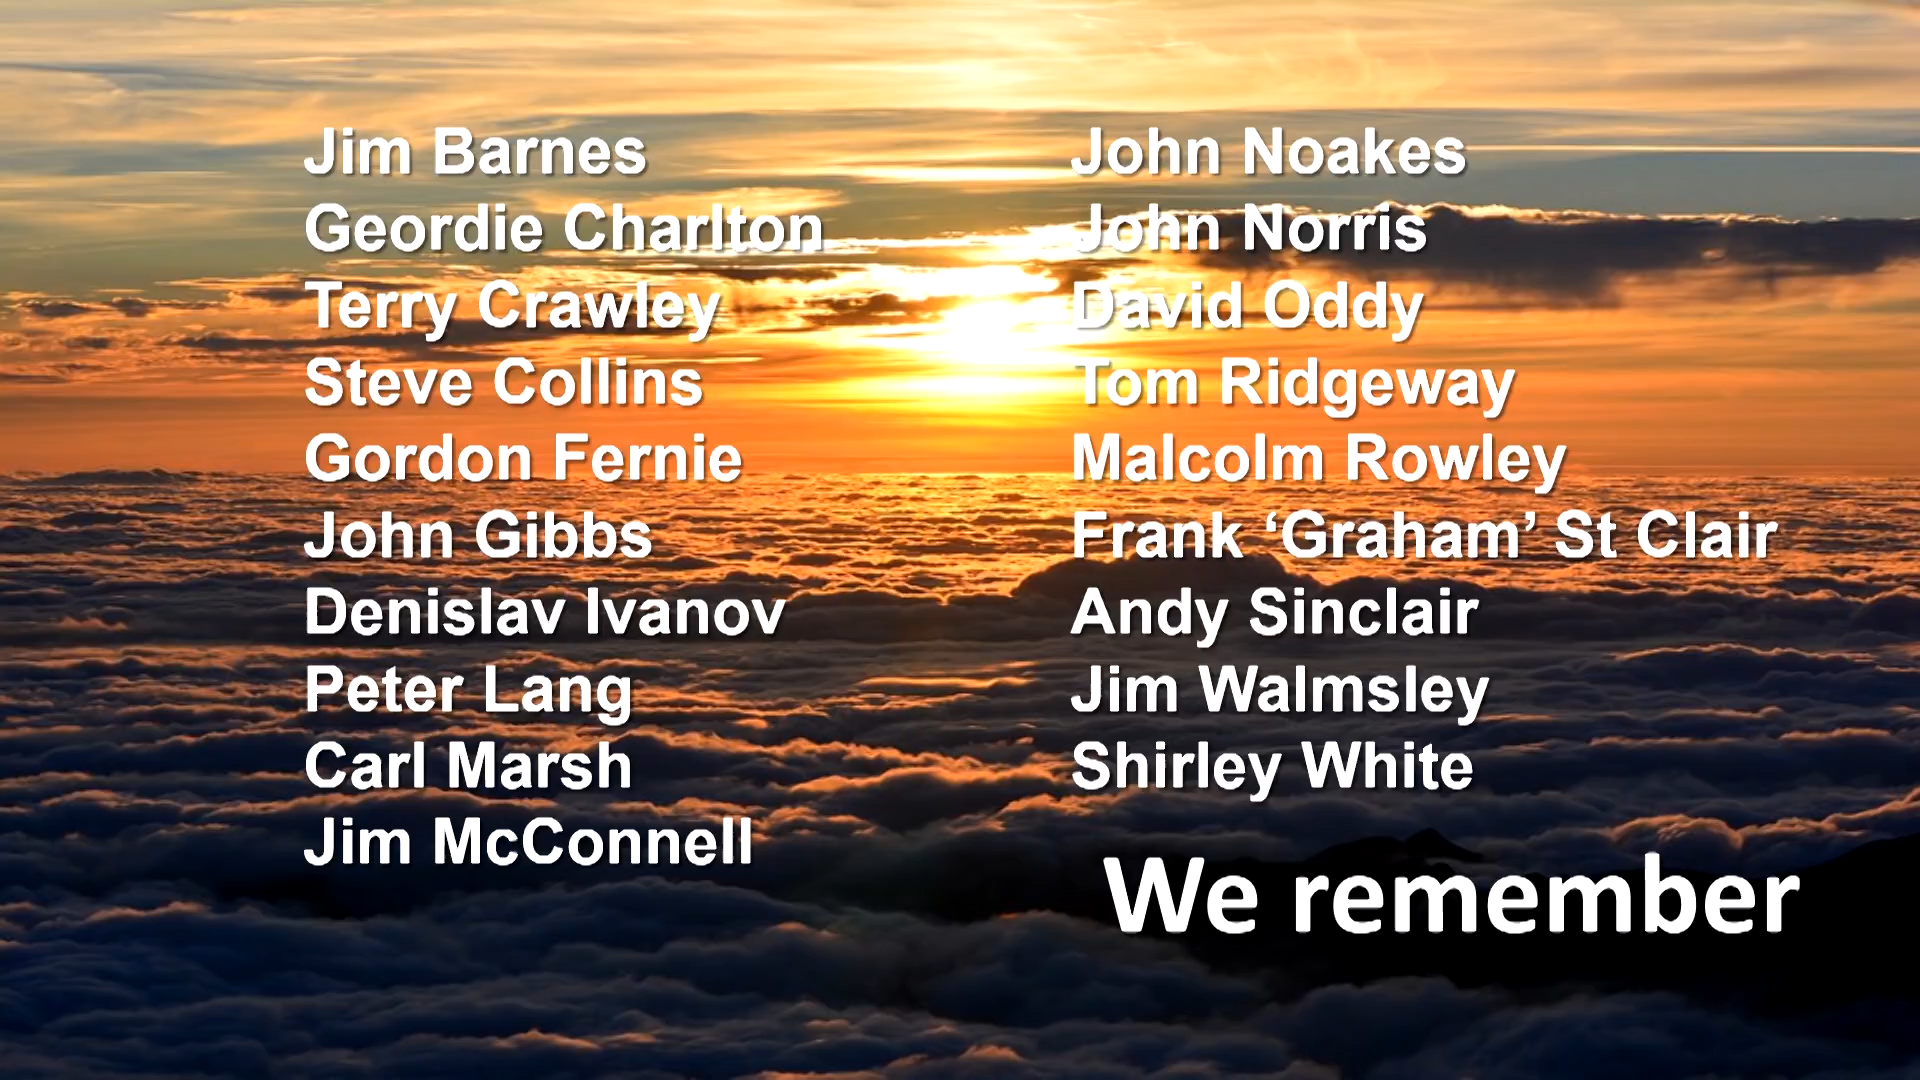 Jim Barnes
Geordie Charlton
Terry Crawley
Steve Collins
Gordon Fernie
John Gibbs
Denislav Ivanov
Peter Lang
Carl Marsh
Jim McConnell
John Noakes
John Norris
David Oddy
Tom Ridgeway
Malcolm Rowley
Frank ‘Graham’ St Clair
Andy Sinclair
Jim Walmsley
Shirley White
We remember